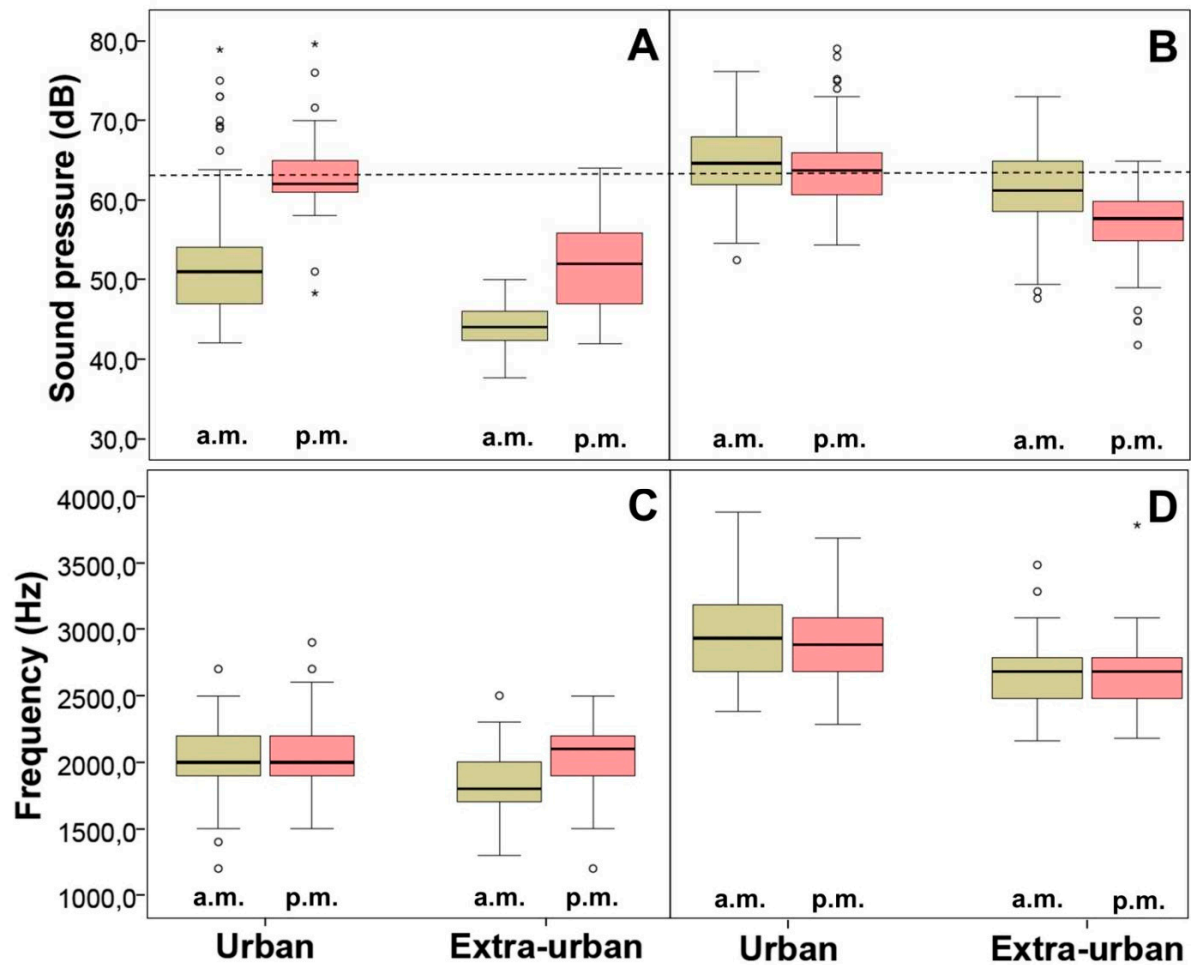 Sound pressure (dB)
80,0
70,0
60,0
50,0
40,0
30,0
A
a.m. p.m. a.m. p.m.
B
a.m. p.m. a.m. p.m.
Frequency (Hz)
4000,0
3500,0
3000,0
2500,0
2000,0
1500,0
1000,0
C
a.m. p.m. a.m. p.m.
D
a.m. p.m. a.m. p.m.
Urban Extra-urban Urban Extra-urban